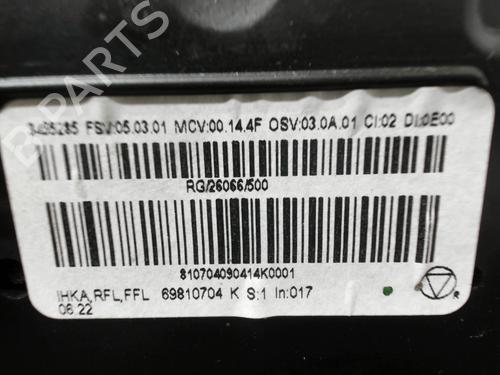 3455285 FSV:05.03.01 MCV:00.14.4F OSV:03.0A.01 CI:02 DI:0E00
RG/26066/500
810704090414K0001
IHKA,RFL,FFL 69810704 K S:1 In:017
06 22
R